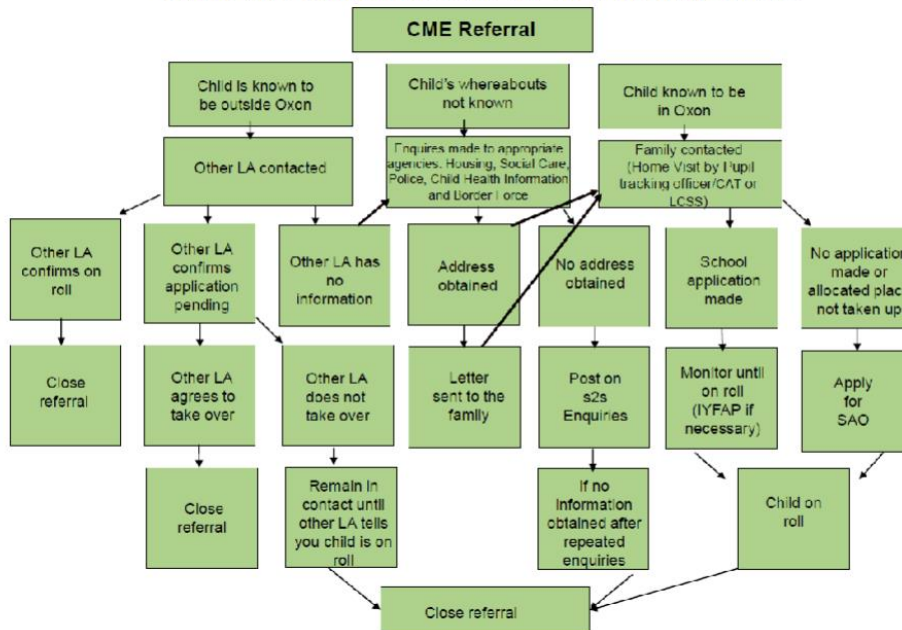 CME Referral
Child is known to
be outside Oxon
Child's whereabouts
not known
Child known to be
in Oxon
Other LA contacted
Enquires made to appropriate
agencies. Housing, Social Care,
Police, Child Health Information
and Border Force
Family contacted
(Home Visit by Pupil
tracking officer/CAT or
LCSS)
Other LA
confirms on
roll
Other LA
confirms
application
pending
Other LA has
no information
Address
obtained
No address
obtained
School
application
made
No application
made or
allocated place
not taken up
Close
referral
Other LA
agrees to
take over
Other LA
does not
take over
Letter
sent to the
family
Post on
s2s
Enquiries
Monitor until
on roll
(IYFAP if
necessary)
Apply
for
SAO
Close
referral
Remain in
contact until
other LA tells
you child is on
roll
If no
information
obtained after
repeated
enquiries
Child on
roll
Close referral